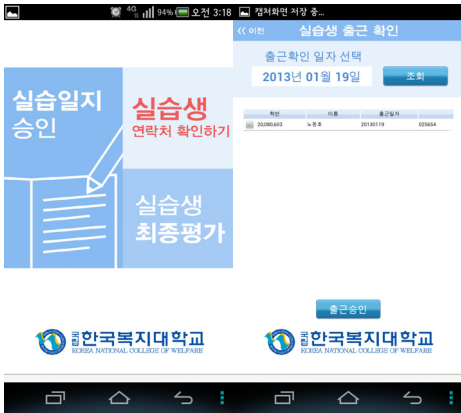 4G 94% 오전 3:18
실습일지
승인
실습생
연락처 확인하기
실습생
최종평가
국립 한국복지대학교
KOREA NATIONAL COLLEGE OF WELFARE
캡처화면 저장 중...
이전 실습생 출근 확인
출근확인 일자 선택
2013년 01월 19일 조회
학번 이름 출근일자
20,080,603 노동호 20130119 025654
출근승인
국립 한국복지대학교
KOREA NATIONAL COLLEGE OF WELFARE